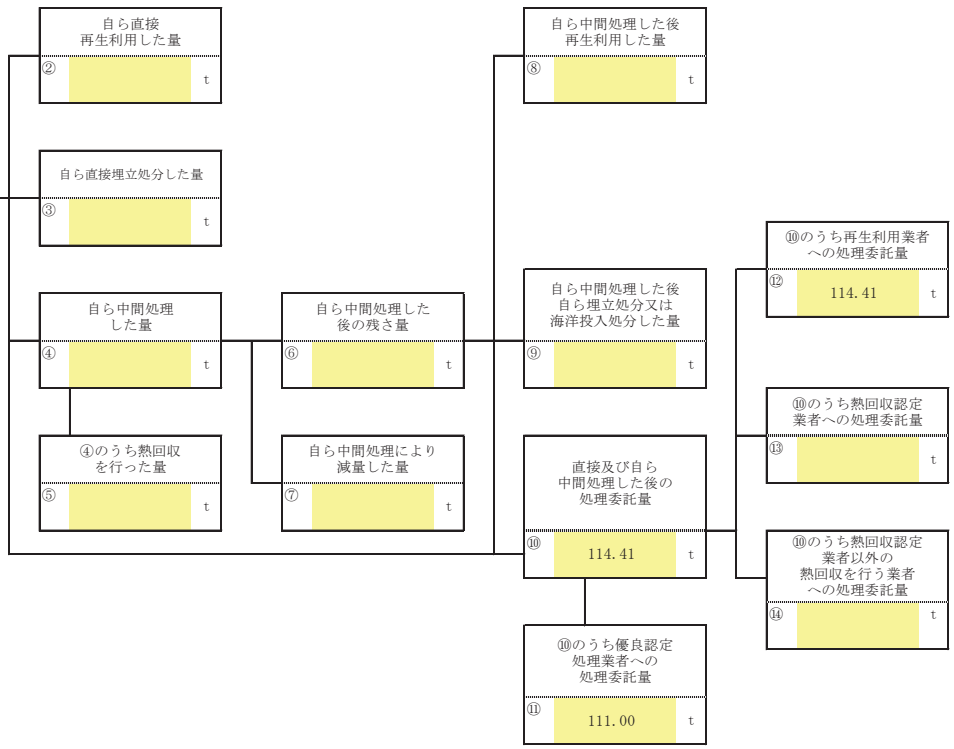 自ら直接
再生利用した量
②
t
自ら直接埋立処分した量
③
t
自ら中間処理
した量
④
t
④のうち熱回収
を行った量
⑤
t
自ら中間処理した
後の残さ量
⑥
t
自ら中間処理により
減量した量
⑦
t
自ら中間処理した後
再生利用した量
⑧
t
自ら中間処理した後
自ら埋立処分又は
海洋投入処分した量
⑨
t
直接及び自ら
中間処理した後の
処理委託量
⑩ 114.41 t
⑩のうち優良認定
処理業者への
処理委託量
⑪ 111.00 t
⑩のうち再生利用業者
への処理委託量
⑫ 114.41 t
⑩のうち熱回収認定
業者への処理委託量
⑬
t
⑩のうち熱回収認定
業者以外の
熱回収を行う業者
への処理委託量
⑭
t